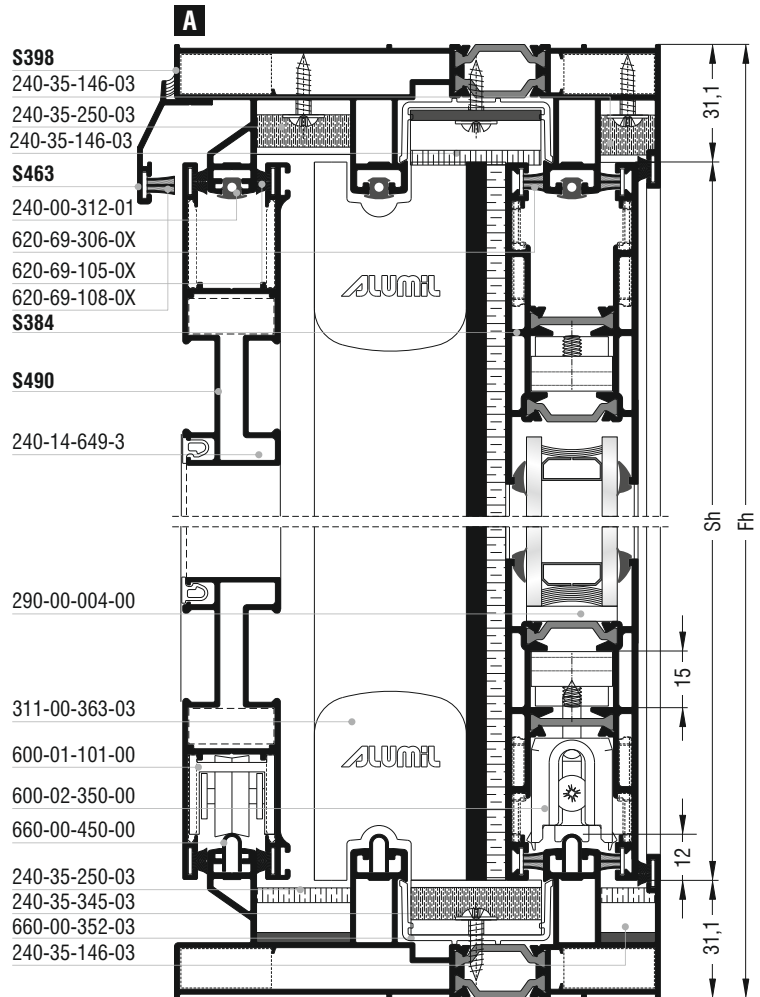 A
S398
240-35-146-03
240-35-250-03
240-35-146-03
S463
240-00-312-01
620-69-306-0X
620-69-105-0X
620-69-108-0X
S384
S490
240-14-649-3
290-00-004-00
311-00-363-03
600-01-101-00
600-02-350-00
660-00-450-00
240-35-250-03
240-35-345-03
660-00-352-03
240-35-146-03
ALUMIL
ALUMIL
31,1
Sh
Fh
15
12
31,1